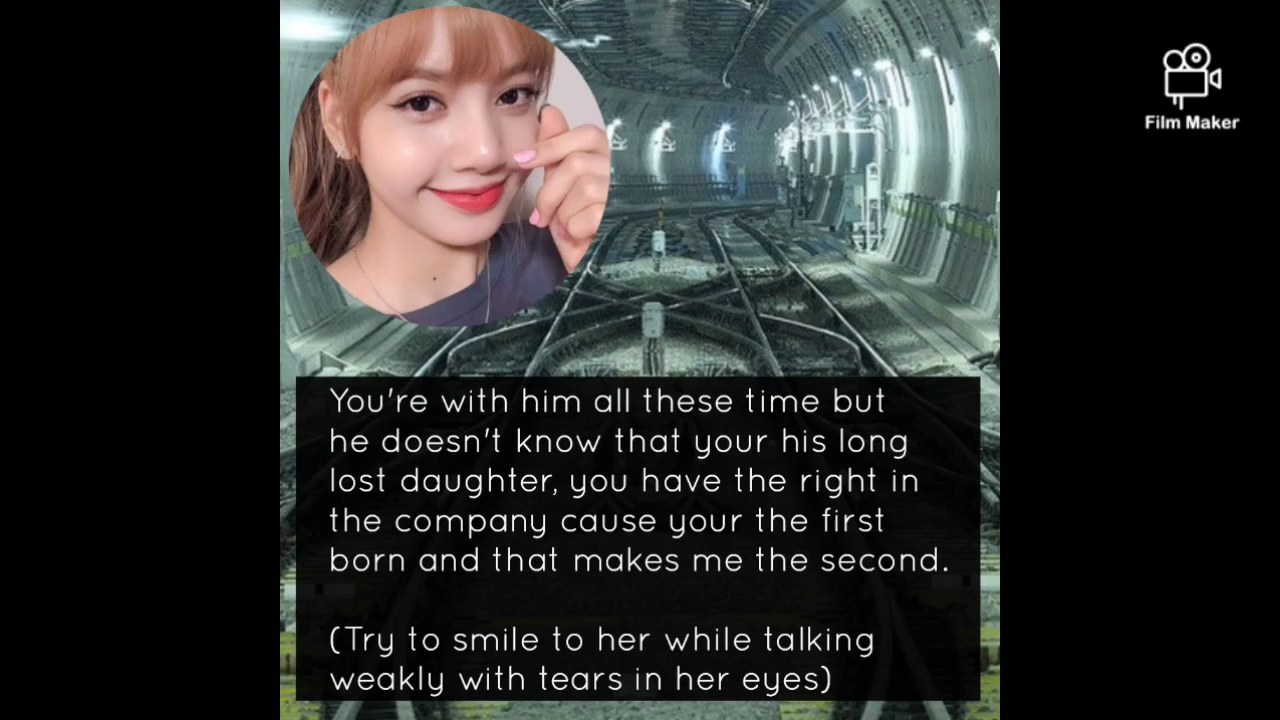 Film Maker
You're with him all these time but
he doesn't know that your his long
lost daughter, you have the right in
the company cause your the first
born and that makes me the second.
(Try to smile to her while talking
weakly with tears in her eyes)